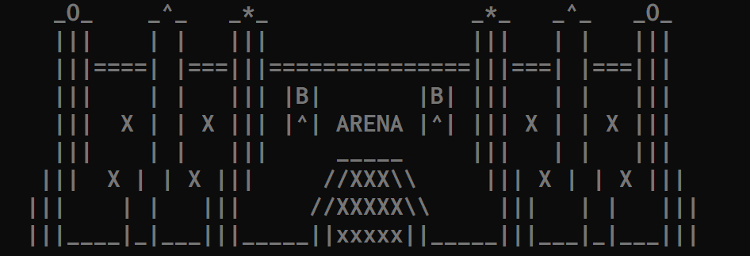 _O_    _^_   _*_               _*_   _^_   _O_
    |||    | |   |||               |||   | |   |||
    |||====| |===|||===============|||===| |===|||
    |||    | |   ||| |B|       |B| |||   | |   |||
    |||  X | | X ||| |^| ARENA |^| ||| X | | X |||
    |||    | |   |||     _____     |||   | |   |||
   |||  X | | X |||     //XXX\\     ||| X | | X |||
  |||    | |   |||     //XXXXX\\     |||   | |   |||
  |||____|_|___|||_____||xxxxx||_____|||___|_|___|||